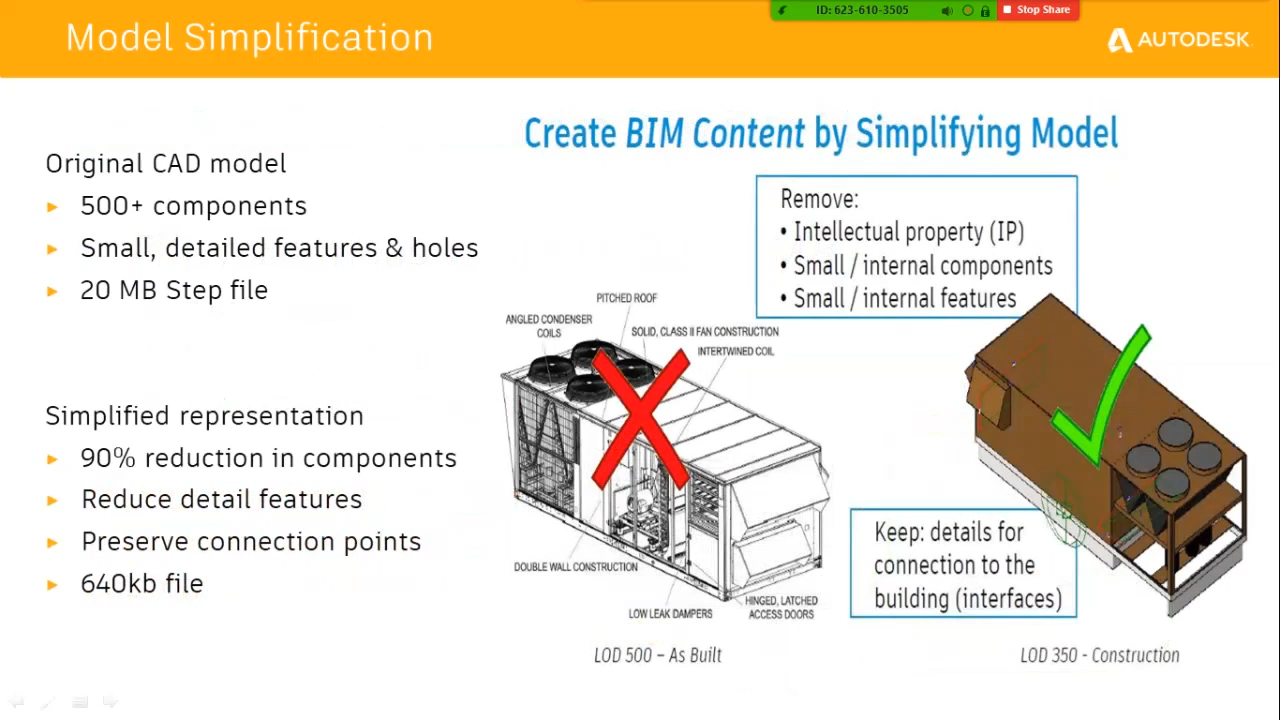 ID: 623-610-3505
Stop Share
Model Simplification
AUTODESK
Create BIM Content by Simplifying Model
Original CAD model
500+ components
Small, detailed features & holes
20 MB Step file
Simplified representation
90% reduction in components
Reduce detail features
Preserve connection points
640kb file
Remove:
• Intellectual property (IP)
• Small / internal components
• Small / internal features
PITCHED ROOF
ANGLED CONDENSER
COILS
SOLID, CLASS II FAN CONSTRUCTION
INTERTWINED COIL
DOUBLE WALL CONSTRUCTION
LOW LEAK DAMPERS
HINGED, LATCHED
ACCESS DOORS
LOD 500 – As Built
Keep: details for
connection to the
building (interfaces)
LOD 350 - Construction